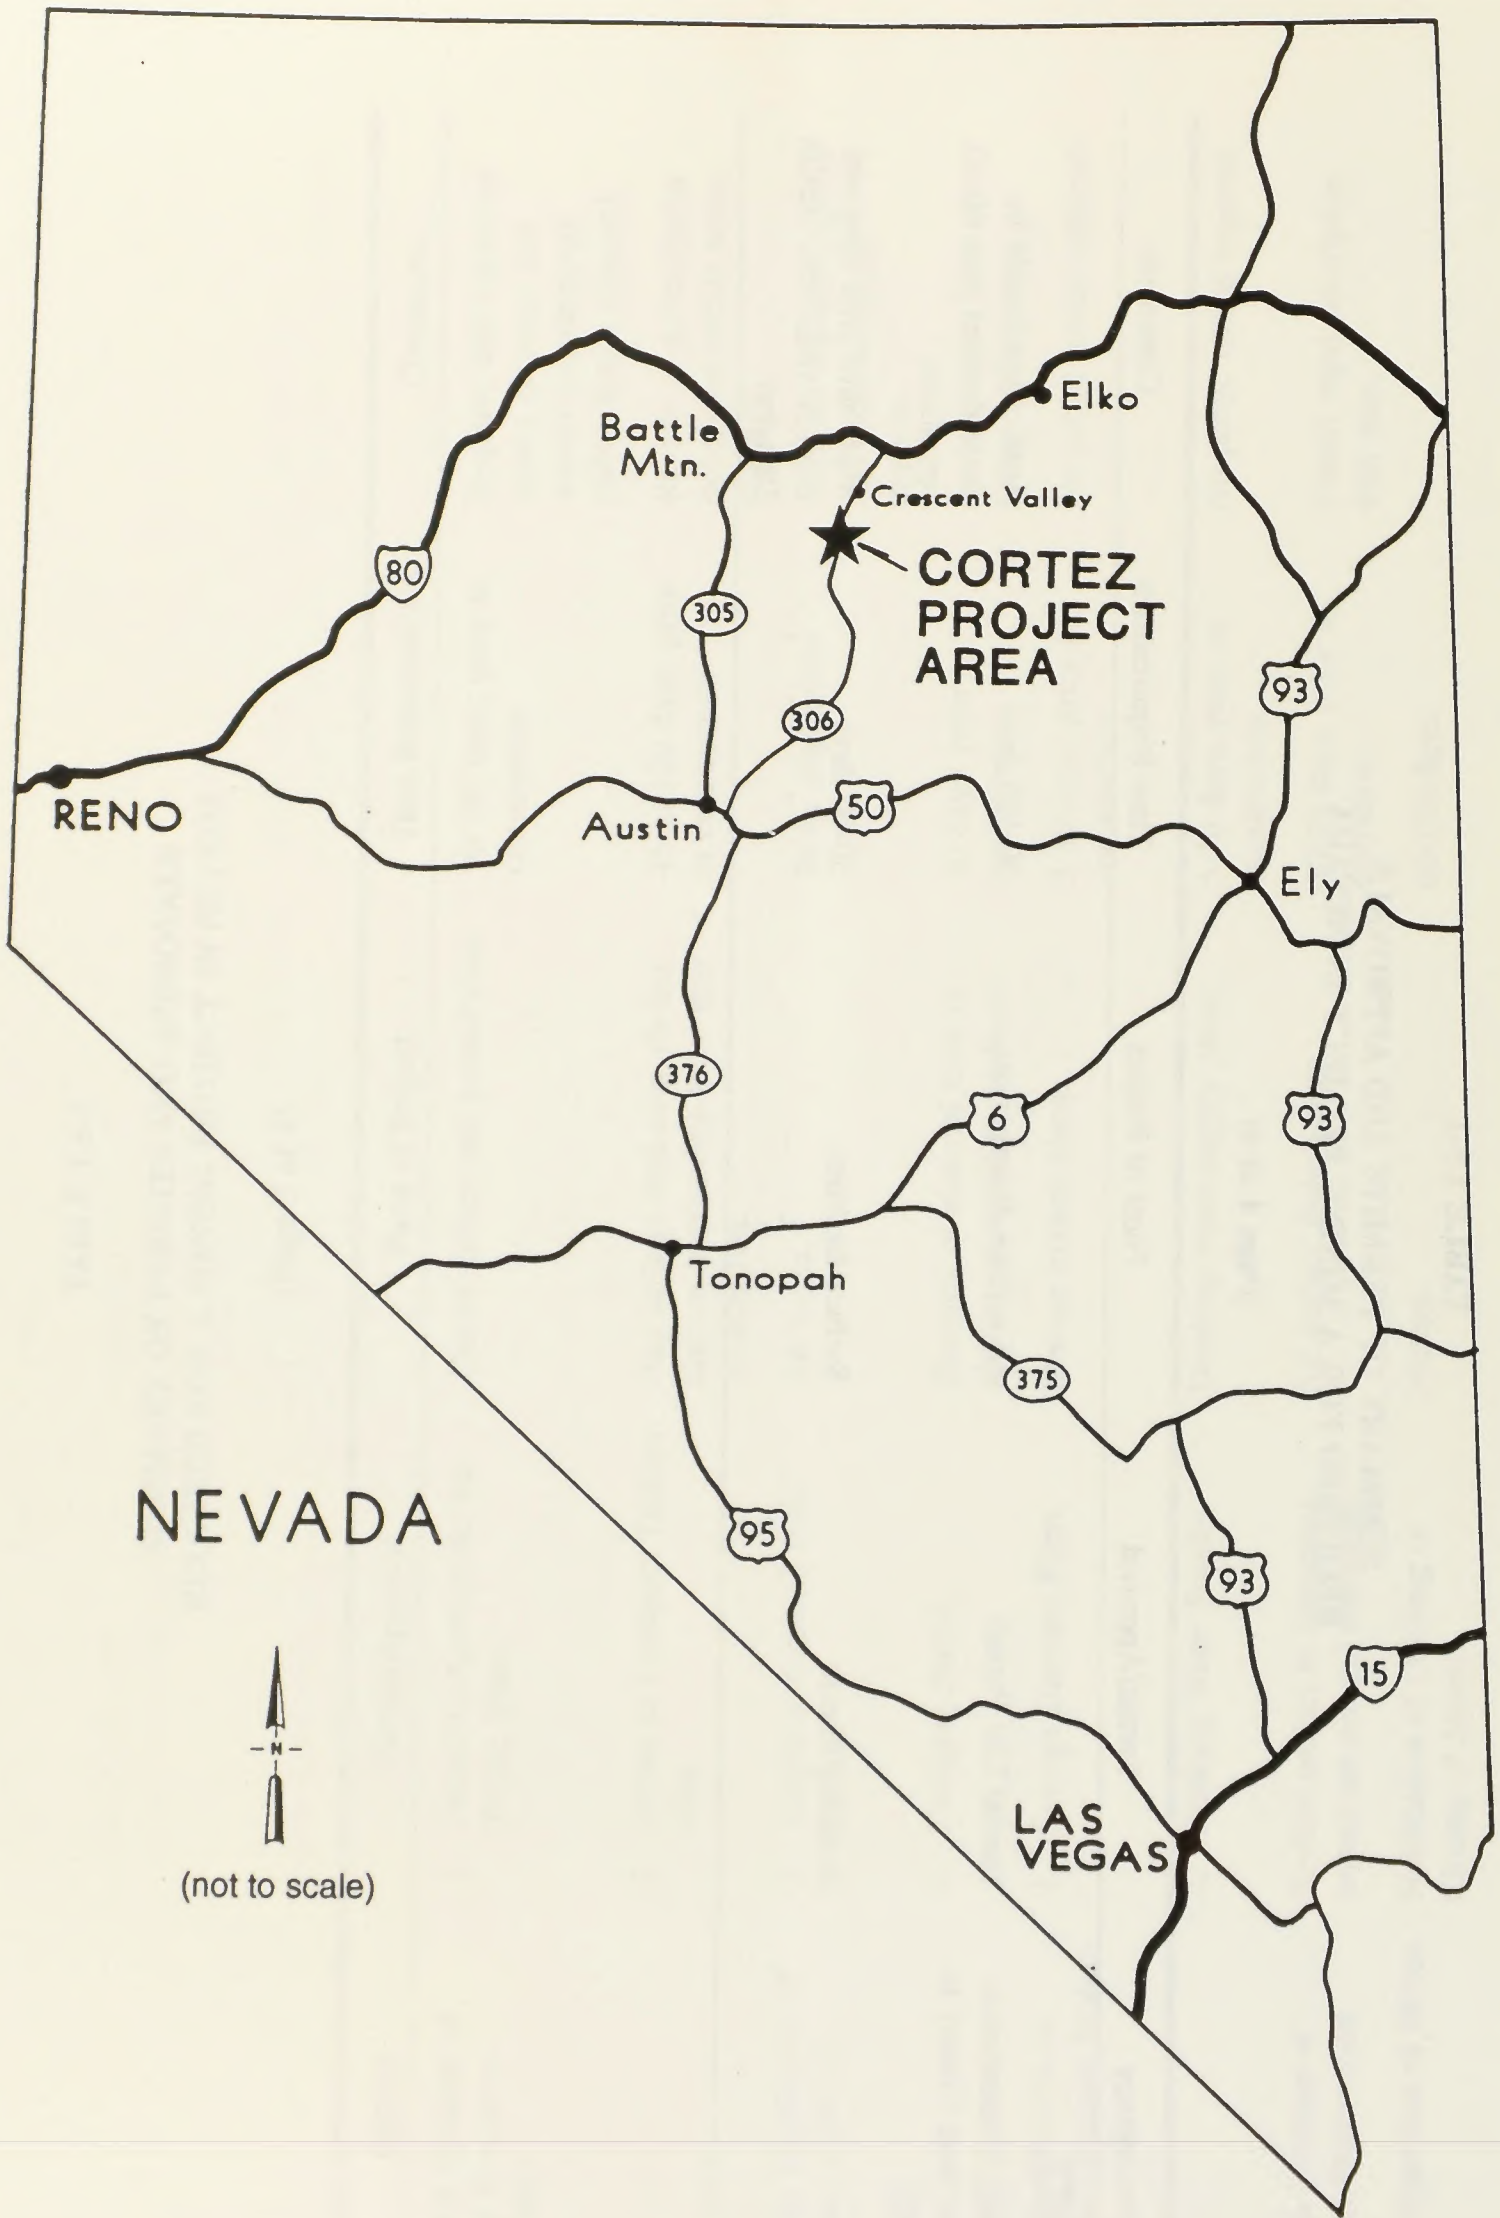 Elko
Battle
Mtn.
Crescent Valley
CORTEZ
PROJECT
AREA
80
305
93
306
50
RENO
Austin
Ely
376
6
93
Tonopah
375
NEVADA
95
93
15
N
LAS
VEGAS
(not to scale)